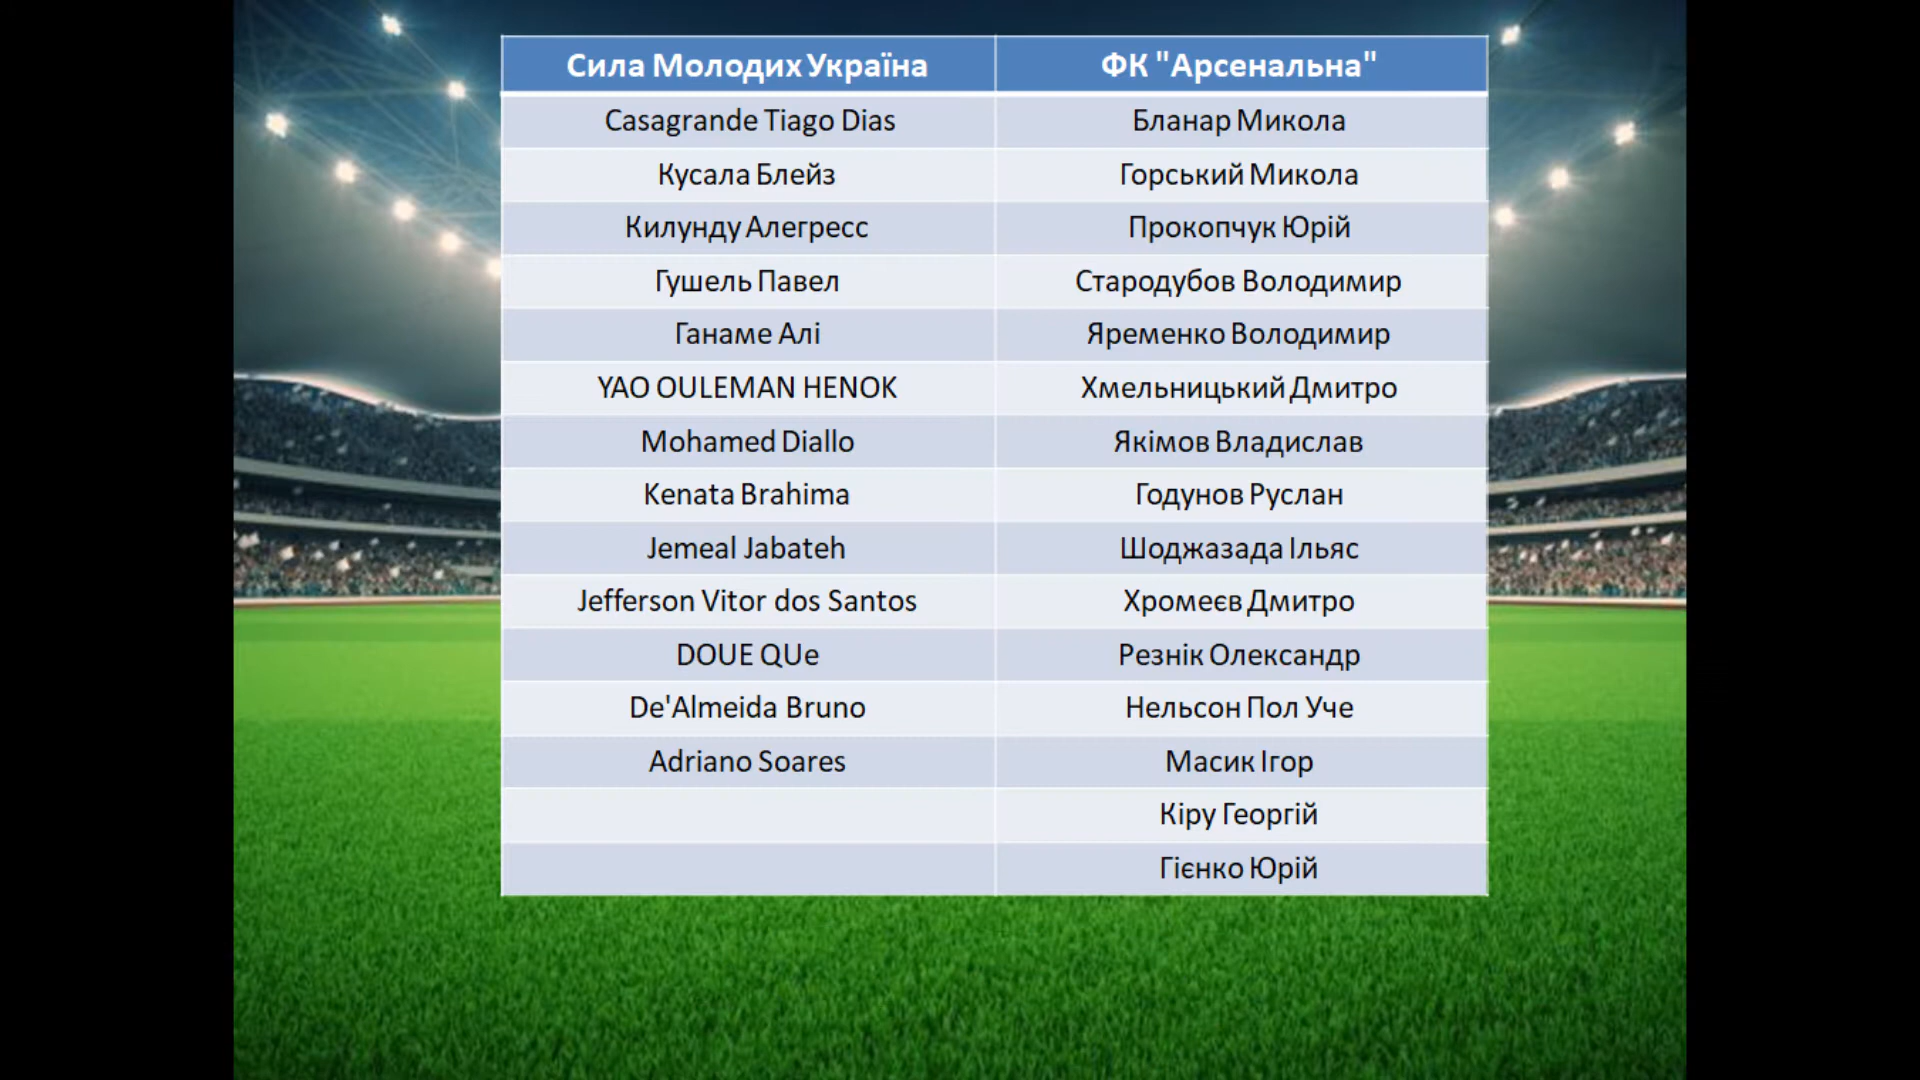 Сила Молодих Україна	ФК "Арсенальна"
Casagrande Tiago Dias	Бланар Микола
Кусала Блейз	Горський Микола
Килунду Алегресс	Прокопчук Юрій
Гушель Павел	Стародубов Володимир
Ганаме Алі	Яременко Володимир
YAO OULEMAN HENOK	Хмельницький Дмитро
Mohamed Diallo	Якімов Владислав
Kenata Brahima	Годунов Руслан
Jemeal Jabateh	Шоджазада Ільяс
Jefferson Vitor dos Santos	Хромеєв Дмитро
DOUE QUe	Резнік Олександр
De'Almeida Bruno	Нельсон Пол Уче
Adriano Soares	Масик Ігор
Кіру Георгій
Гієнко Юрій